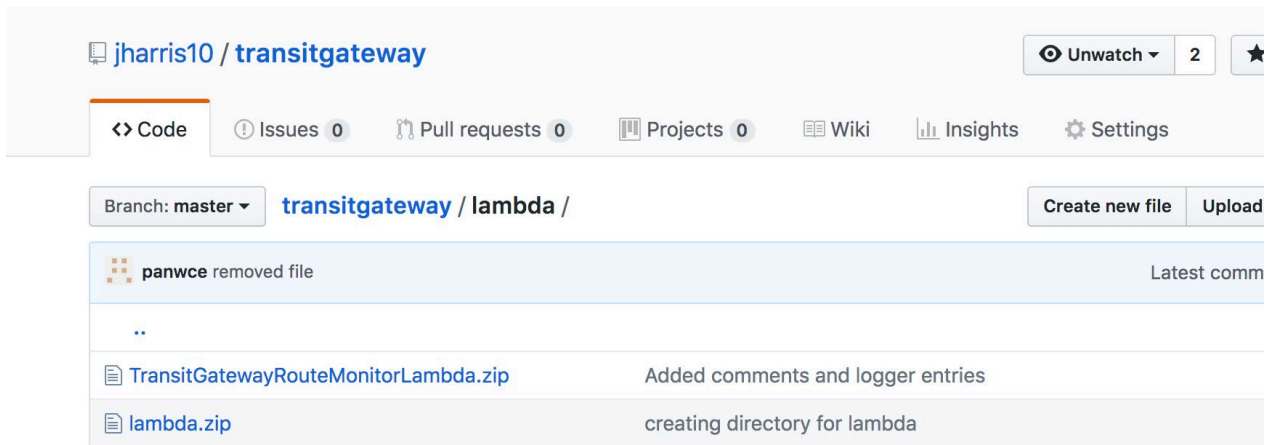 jharris10 / transitgateway
Unwatch 2
<> Code Issues 0 Pull requests 0 Projects 0 Wiki Insights Settings
Branch: master transitgateway / lambda / Create new file Upload
panwce removed file Latest comm
..
TransitGatewayRouteMonitorLambda.zip Added comments and logger entries
lambda.zip creating directory for lambda